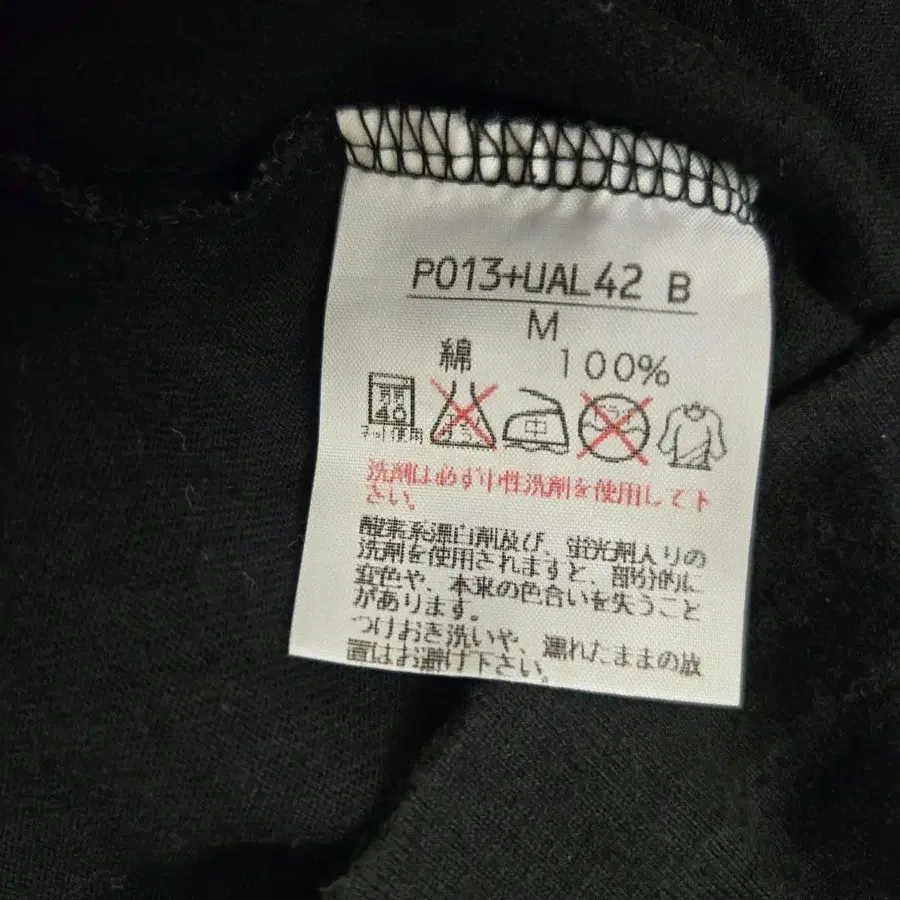 P013+UAL42 B
M
綿 100%
40 中
ネット使用
洗剤は必ず中性洗剤を使用して下
さい。
酸素系漂白剤及び、蛍光剤入りの
洗剤を使用されますと、部分的に
変色や、本来の色合いを失うこと
があります。
つけおき洗いや、濡れたままの放
置はお避け下さい。